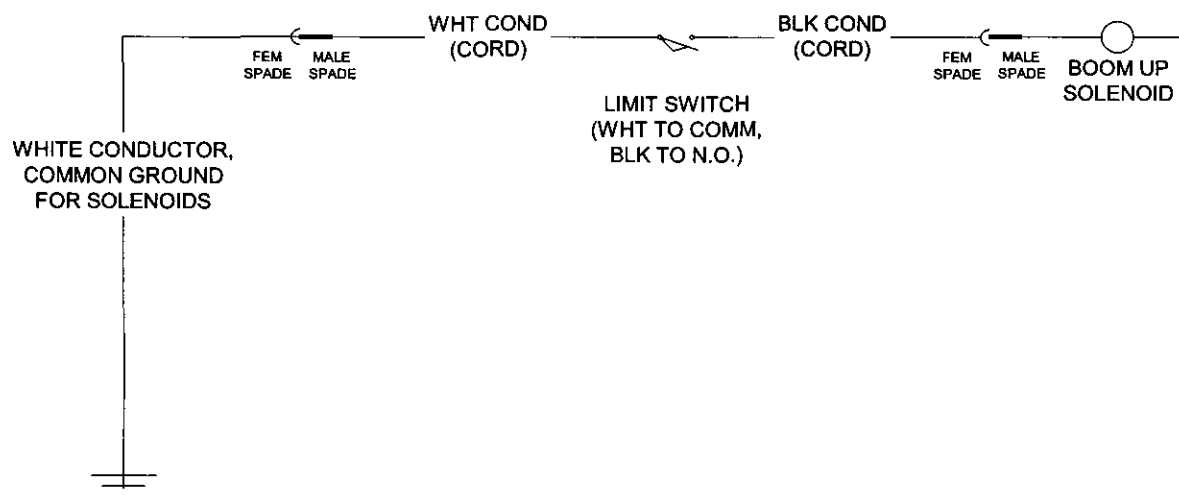 WHT COND
(CORD)
BLK COND
(CORD)
FEM
SPADE
MALE
SPADE
FEM
SPADE
MALE
SPADE
BOOM UP
SOLENOID
LIMIT SWITCH
(WHT TO COMM,
BLK TO N.O.)
WHITE CONDUCTOR,
COMMON GROUND
FOR SOLENOIDS